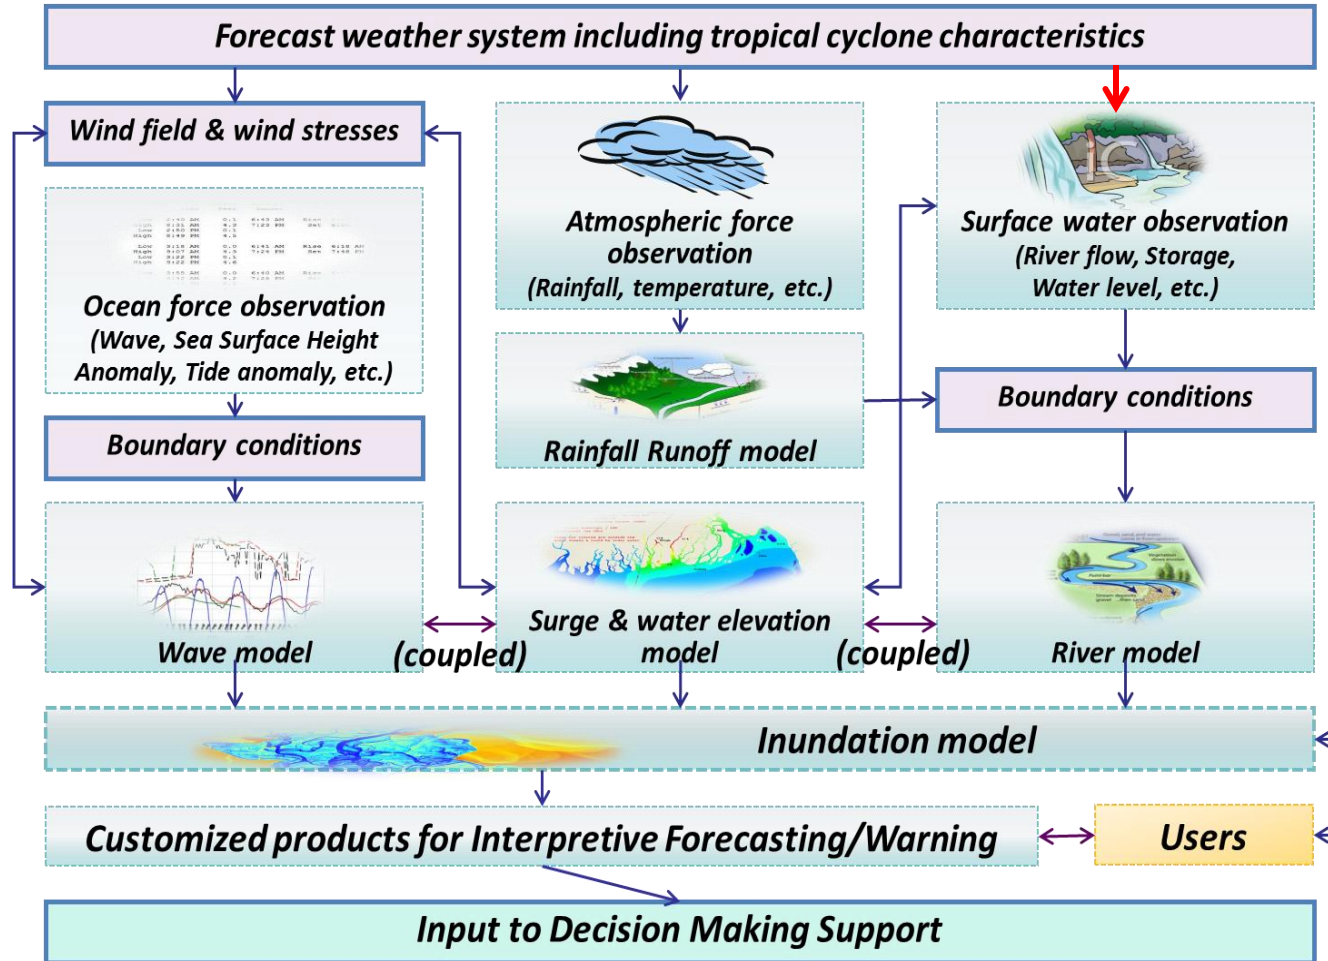 Forecast weather system including tropical cyclone characteristics
Wind field & wind stresses
Ocean force observation
(Wave, Sea Surface Height
Anomaly, Tide anomaly, etc.)
Boundary conditions
Wave model
Atmospheric force
observation
(Rainfall, temperature, etc.)
Rainfall Runoff model
Surge & water elevation
model
Surface water observation
(River flow, Storage,
Water level, etc.)
Boundary conditions
River model
(coupled)
(coupled)
Inundation model
Customized products for Interpretive Forecasting/Warning
Users
Input to Decision Making Support